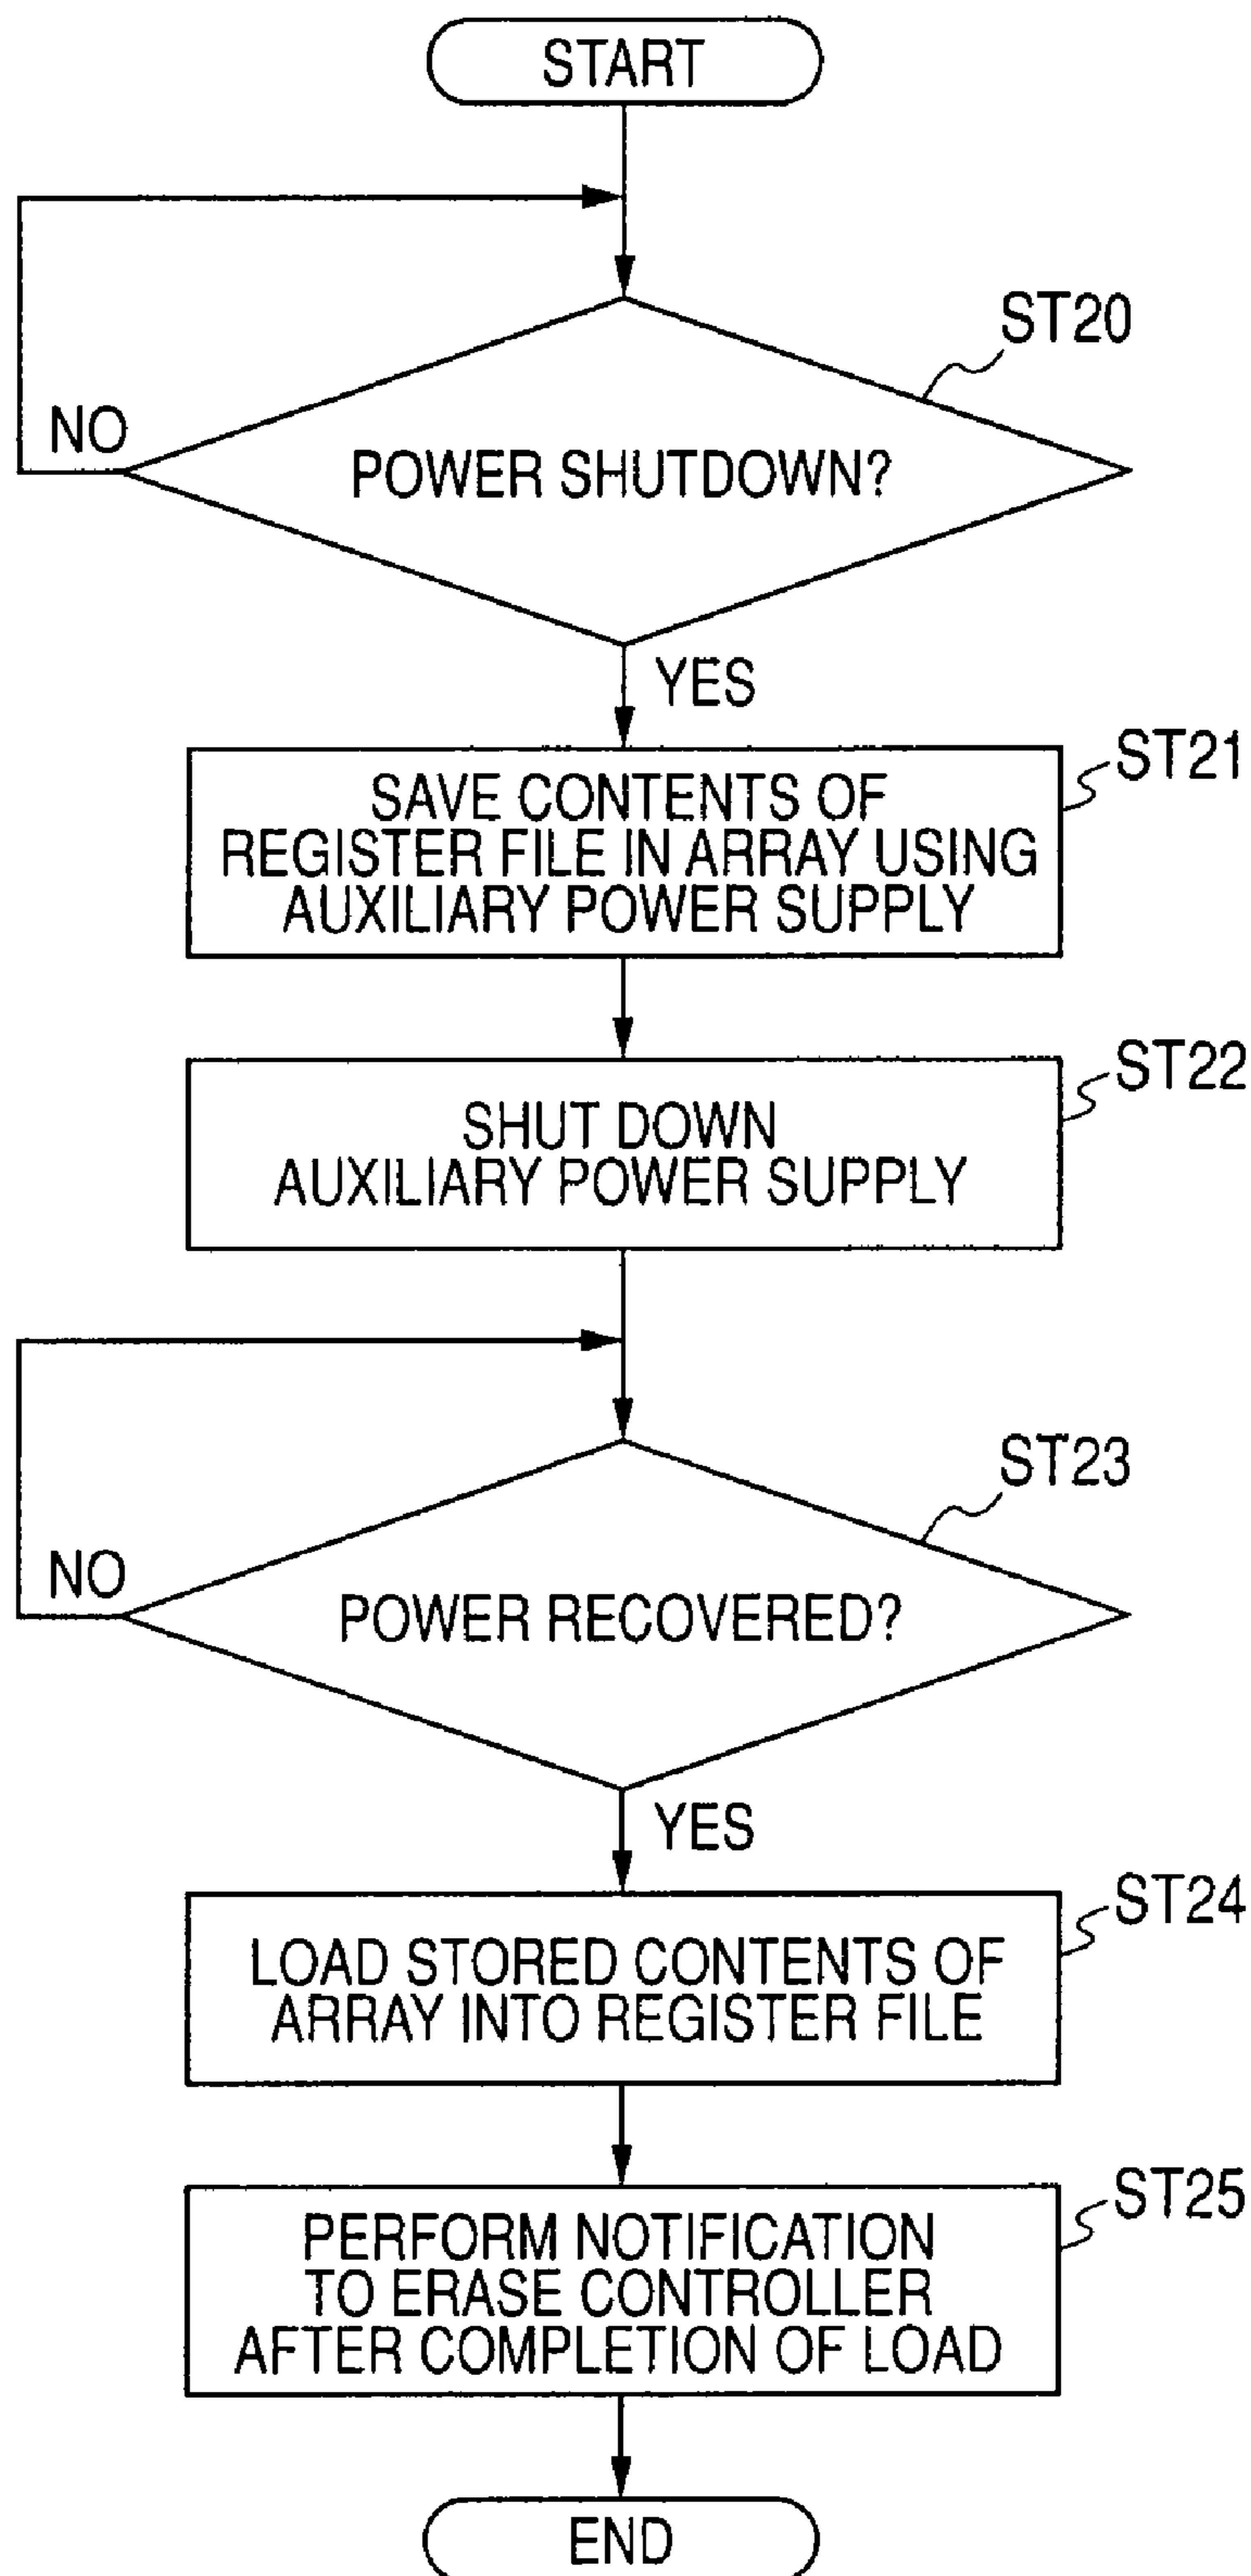 START
ST20
NO
POWER SHUTDOWN?
YES
ST21
SAVE CONTENTS OF
REGISTER FILE IN ARRAY USING
AUXILIARY POWER SUPPLY
ST22
SHUT DOWN
AUXILIARY POWER SUPPLY
ST23
NO
POWER RECOVERED?
YES
ST24
LOAD STORED CONTENTS OF
ARRAY INTO REGISTER FILE
ST25
PERFORM NOTIFICATION
TO ERASE CONTROLLER
AFTER COMPLETION OF LOAD
END